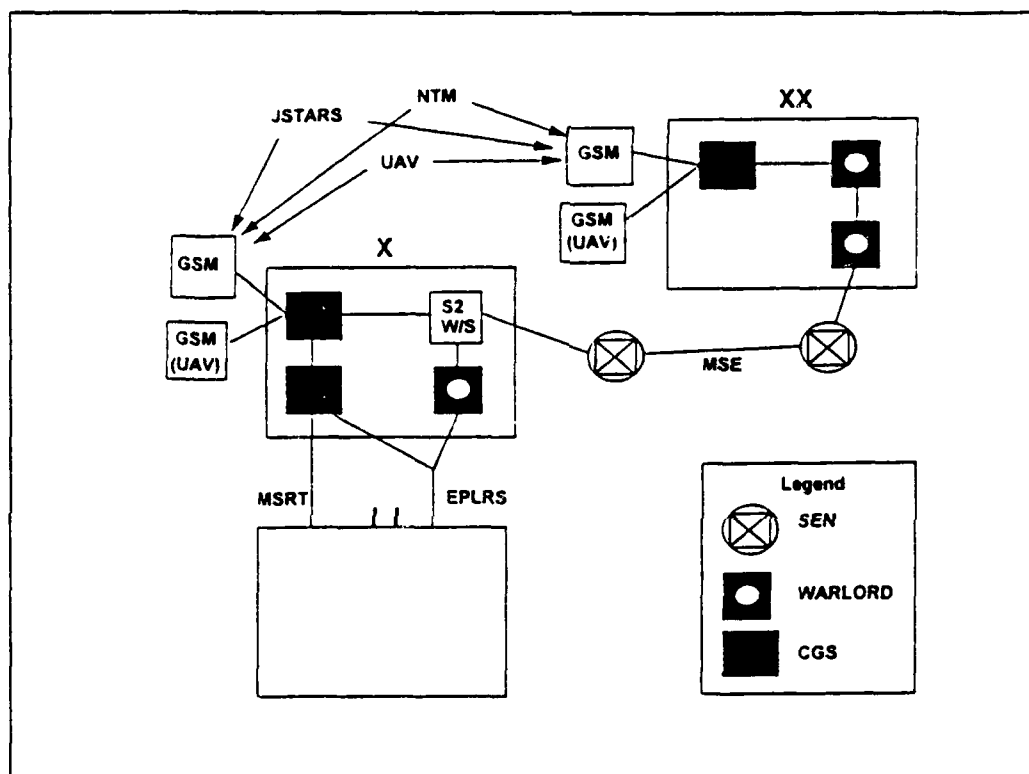 NTM
XX
JSTARS
GSM
UAV
GSM
(UAV)
X
GSM
S2
W/S
GSM
(UAV)
MSE
MSRT
EPLRS
Legend
SEN
WARLORD
CGS